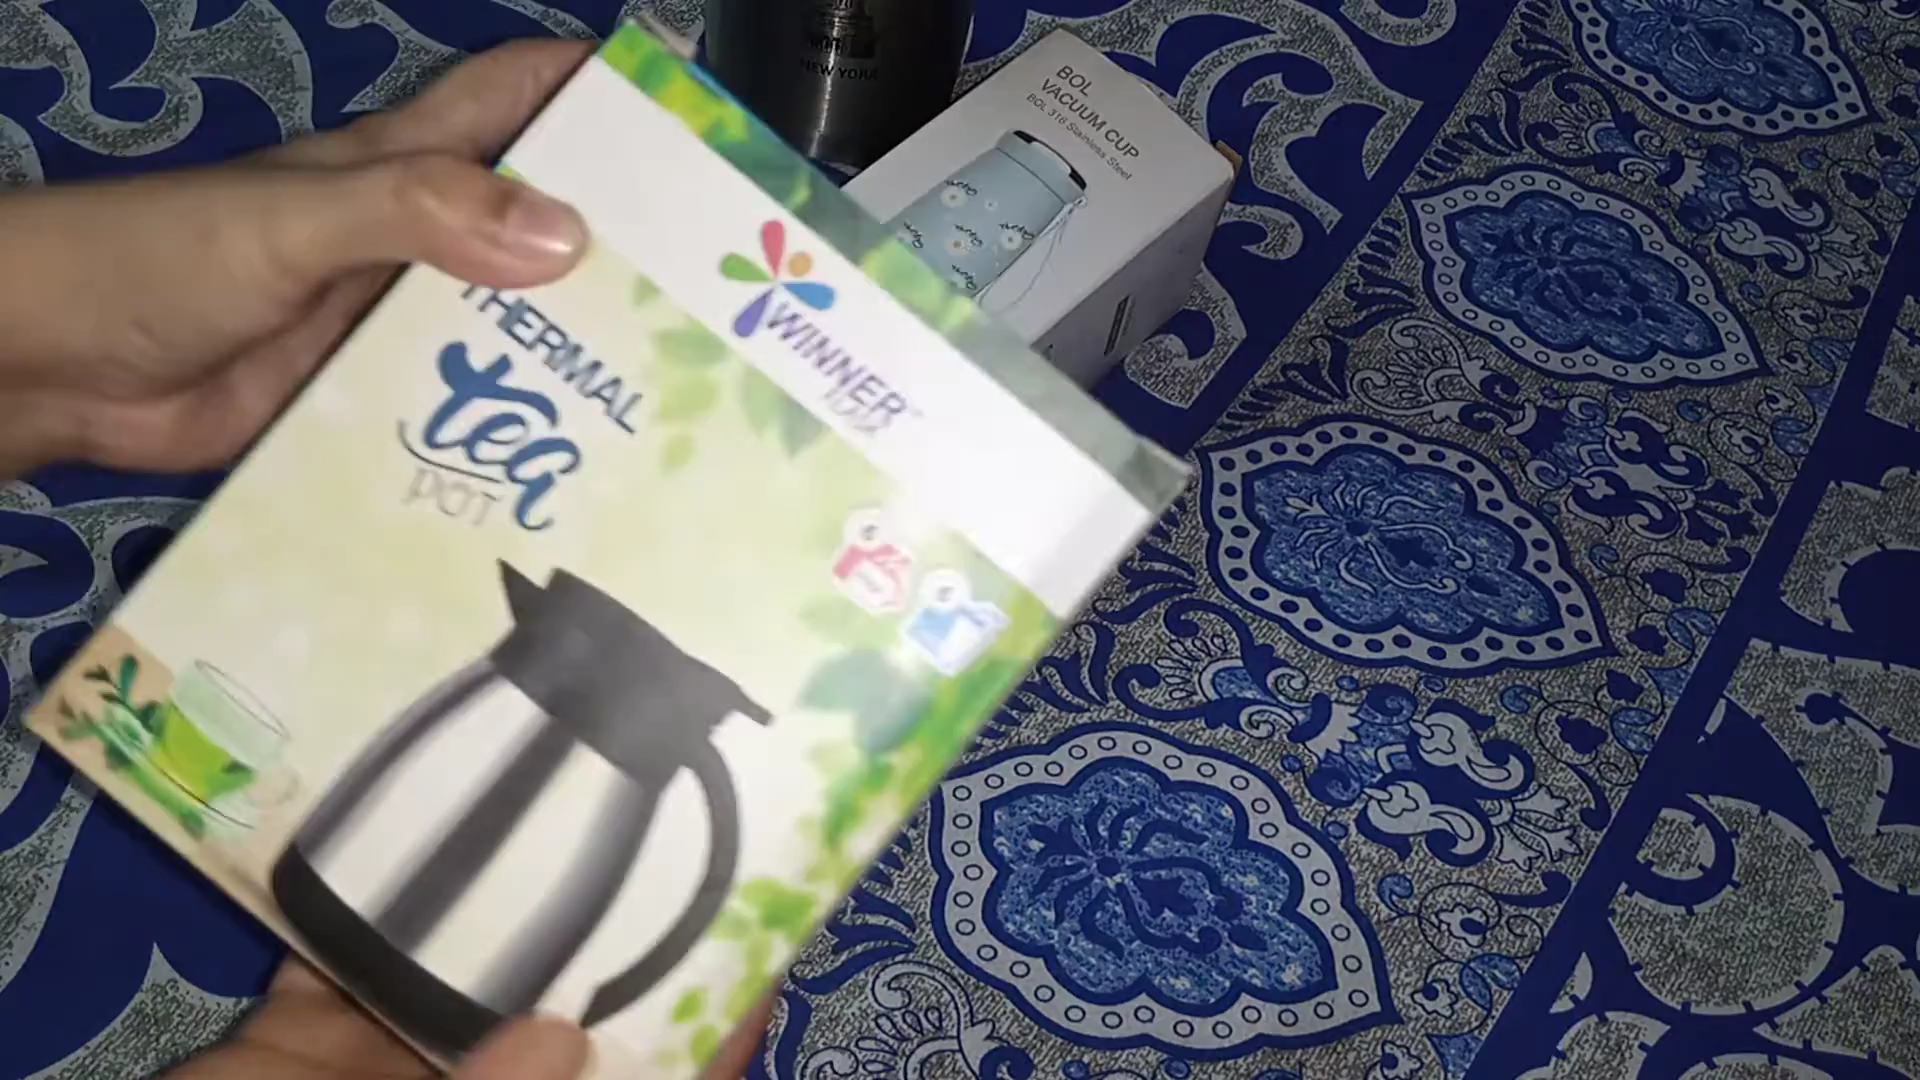 NEW YORK
BOL
VACUUM CUP
BOL 316 Stainless Steel
WINNER
THERMAL
tea
POT